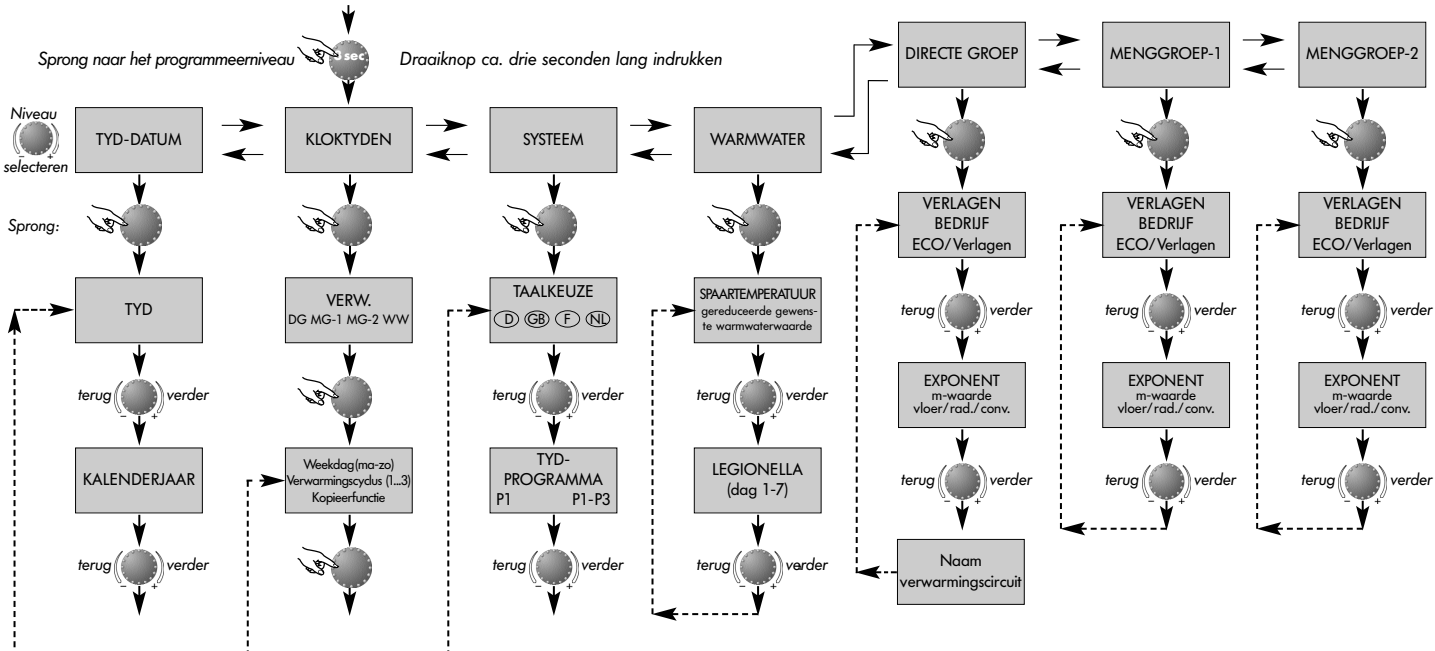 Sprong naar het programmeerniveau
3 sec
Draaiknop ca. drie seconden lang indrukken
DIRECTE GROEP
MENGGROEP-1
MENGGROEP-2
Niveau
- +
selecteren
TYD-DATUM
KLOKTYDEN
SYSTEEM
WARMWATER
Sprong:
VERLAGEN
BEDRIJF
ECO/Verlagen
VERLAGEN
BEDRIJF
ECO/Verlagen
VERLAGEN
BEDRIJF
ECO/Verlagen
TYD
VERW.
DG MG-1 MG-2 WW
TAALKEUZE
D GB F NL
SPAARTEMPERATUUR
gereduceerde gewens-
te warmwaterwaarde
terug - + verder
terug - + verder
terug - + verder
terug - + verder
terug - + verder
terug - + verder
EXPONENT
m-waarde
vloer/rad./conv.
EXPONENT
m-waarde
vloer/rad./conv.
EXPONENT
m-waarde
vloer/rad./conv.
KALENDERJAAR
Weekdag(ma-zo)
Verwarmingscydus (1...3)
Kopieerfunctie
TYD-
PROGRAMMA
P1 P1-P3
LEGIONELLA
(dag 1-7)
terug - + verder
terug - + verder
terug - + verder
terug - + verder
terug - + verder
terug - + verder
Naam
verwarmingscircuit